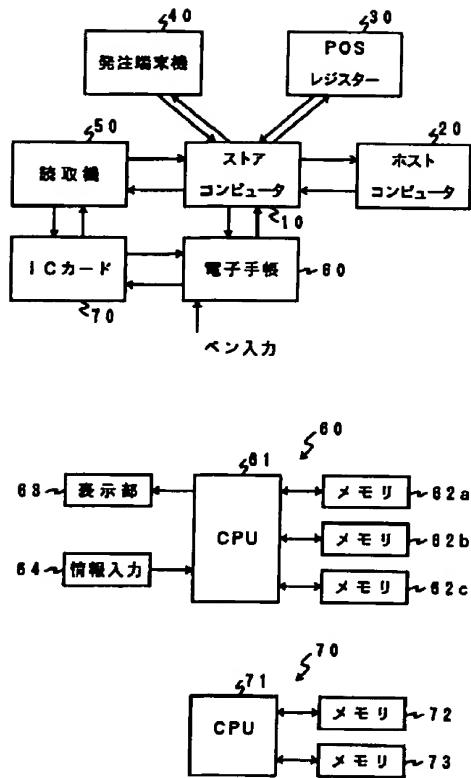 40
30
発注端末機
POS
レジスター
50
20
読取機
ストア
コンピュータ
ホスト
コンピュータ
10
ICカード
電子手帳
60
70
ペン入力
60
61
63
表示部
CPU
メモリ
62a
メモリ
62b
64
情報入力
メモリ
62c
70
71
CPU
メモリ
72
メモリ
73